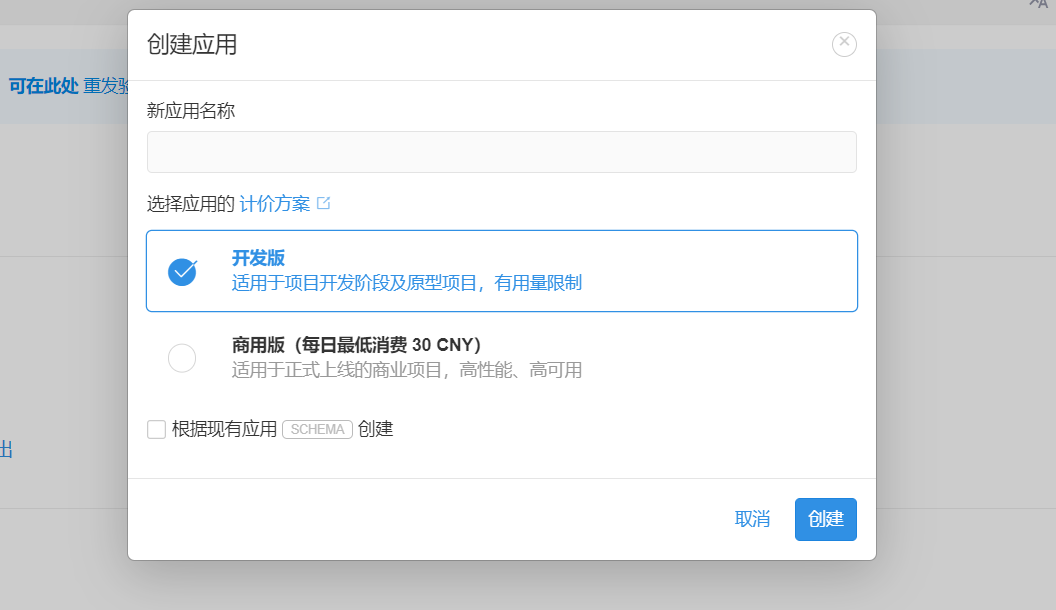 创建应用
可在此处 重发验
新应用名称
选择应用的 计价方案
开发版
适用于项目开发阶段及原型项目，有用量限制
商用版（每日最低消费 30 CNY）
适用于正式上线的商业项目，高性能、高可用
根据现有应用 SCHEMA 创建
出
取消 创建